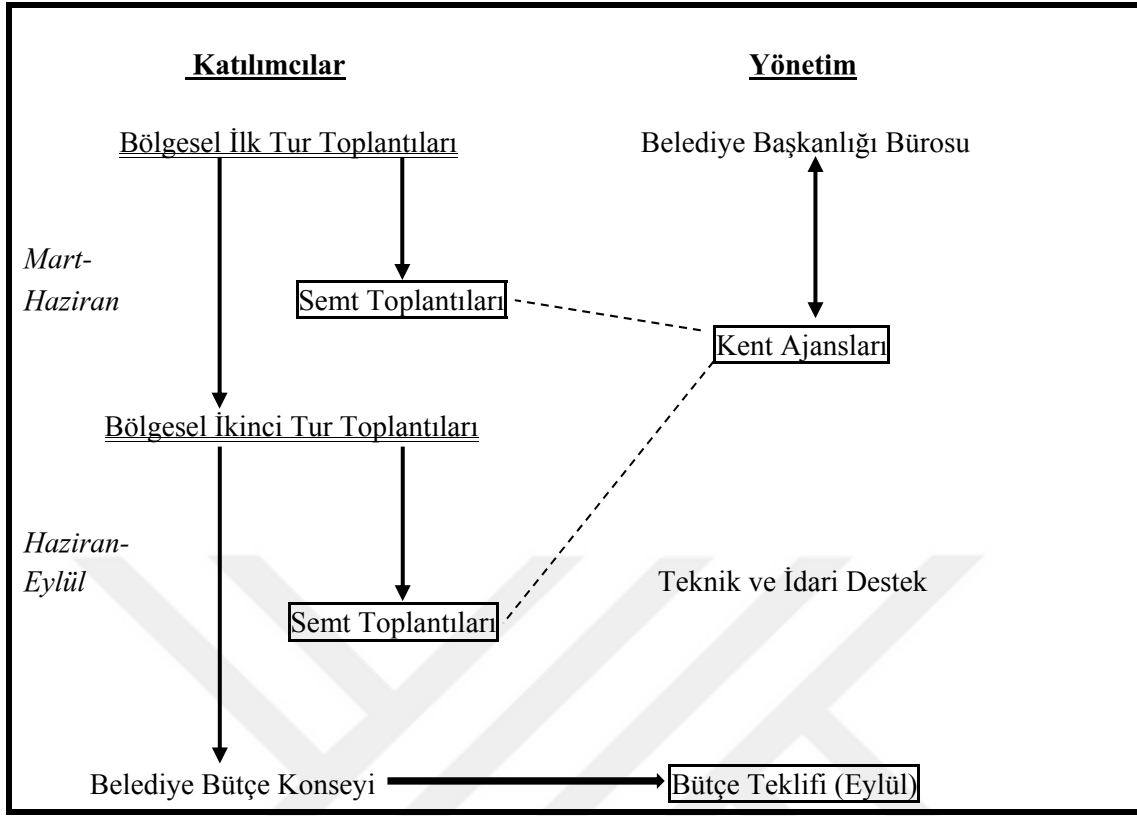 Katılımcılar
Yönetim
Bölgesel İlk Tur Toplantıları
Belediye Başkanlığı Bürosu
Mart-
Haziran
Semt Toplantıları
Kent Ajansları
Bölgesel İkinci Tur Toplantıları
Haziran-
Eylül
Teknik ve İdari Destek
Semt Toplantıları
Belediye Bütçe Konseyi
Bütçe Teklifi (Eylül)